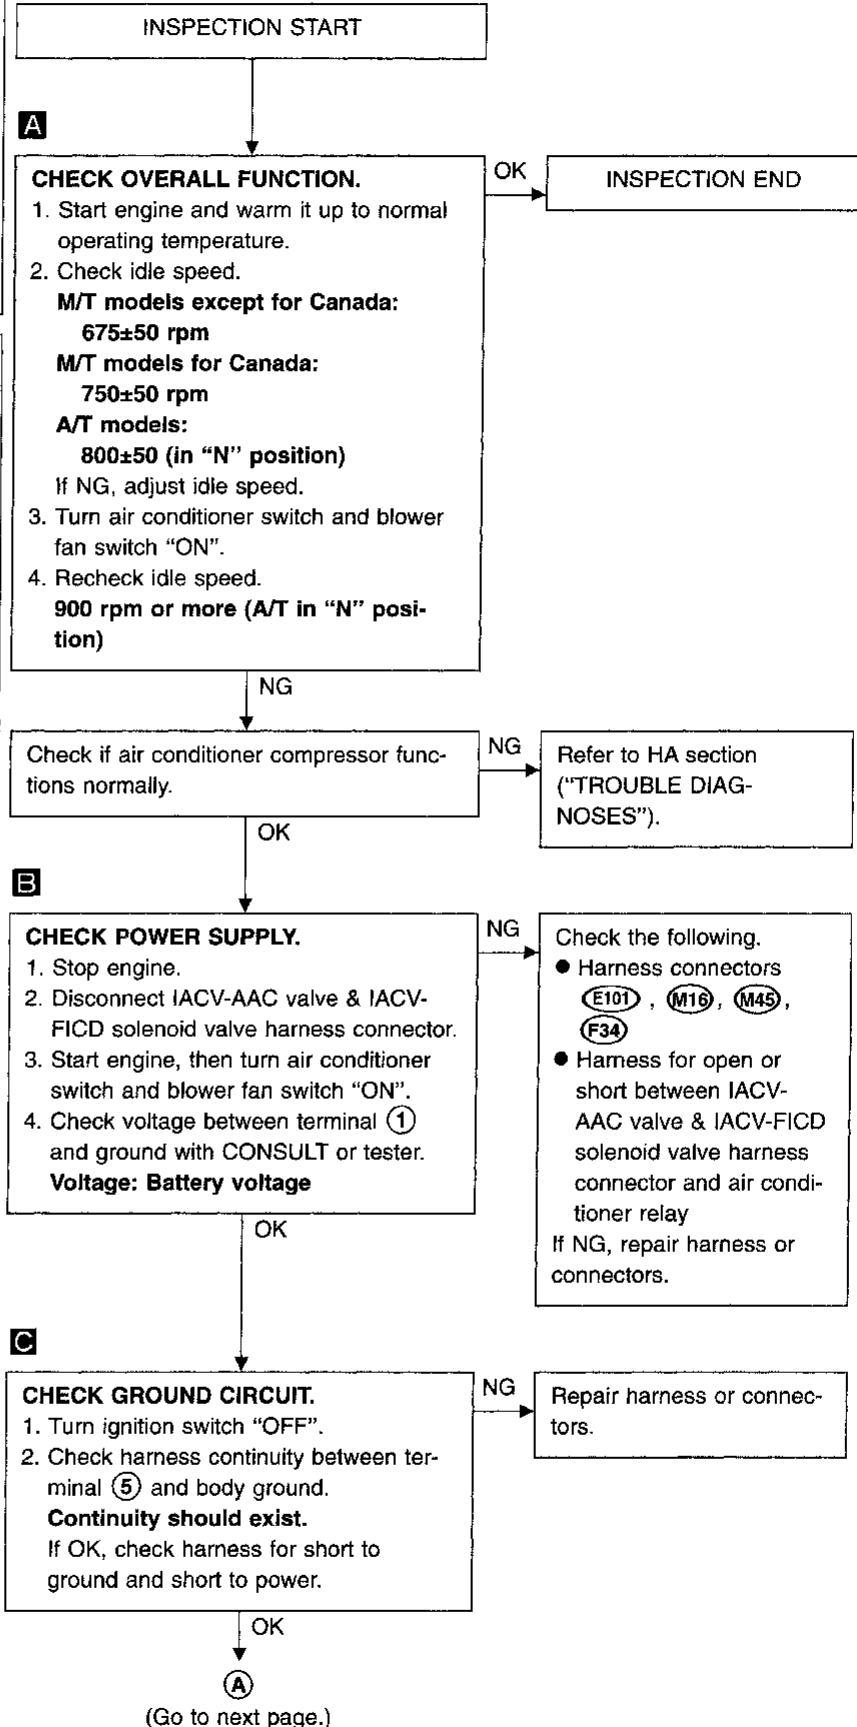 INSPECTION START
A
CHECK OVERALL FUNCTION.
1. Start engine and warm it up to normal
operating temperature.
2. Check idle speed.
M/T models except for Canada:
675±50 rpm
M/T models for Canada:
750±50 rpm
A/T models:
800±50 (in “N” position)
If NG, adjust idle speed.
3. Turn air conditioner switch and blower
fan switch “ON”.
4. Recheck idle speed.
900 rpm or more (A/T in “N” posi-
tion)
OK
INSPECTION END
NG
Check if air conditioner compressor func-
tions normally.
NG
Refer to HA section
(“TROUBLE DIAG-
NOSES”).
OK
B
CHECK POWER SUPPLY.
1. Stop engine.
2. Disconnect IACV-AAC valve & IACV-
FICD solenoid valve harness connector.
3. Start engine, then turn air conditioner
switch and blower fan switch “ON”.
4. Check voltage between terminal ①
and ground with CONSULT or tester.
Voltage: Battery voltage
NG
Check the following.
● Harness connectors
E101 , M16 , M45 ,
F34
● Harness for open or
short between IACV-
AAC valve & IACV-FICD
solenoid valve harness
connector and air condi-
tioner relay
If NG, repair harness or
connectors.
OK
C
CHECK GROUND CIRCUIT.
1. Turn ignition switch “OFF”.
2. Check harness continuity between ter-
minal ⑤ and body ground.
Continuity should exist.
If OK, check harness for short to
ground and short to power.
NG
Repair harness or connec-
tors.
OK
Ⓐ
(Go to next page.)